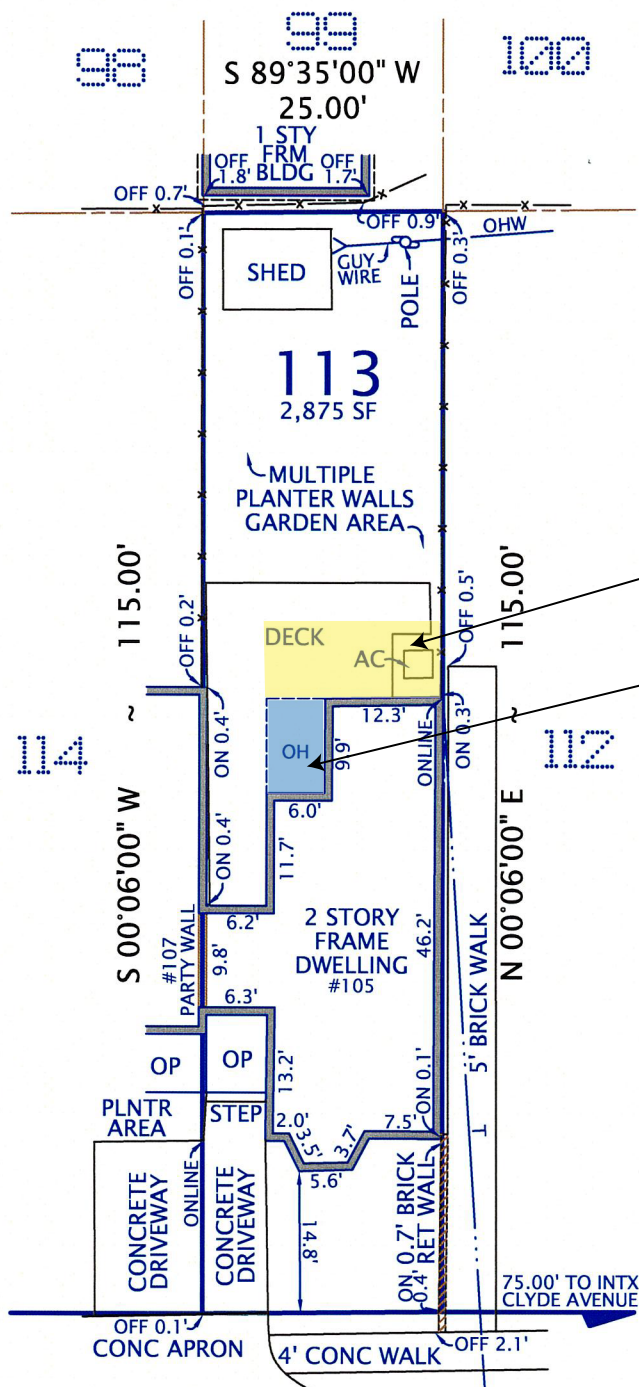 98
99
100
S 89°35'00" W
25.00'
1 STY
FRM
BLDG
OFF
1.8'
OFF
1.7'
OFF 0.7'
OFF 0.9'
OFF 0.1'
OFF 0.3'
OHW
SHED
GUY
WIRE
POLE
113
2,875 SF
MULTIPLE
PLANTER WALLS
GARDEN AREA
115.00'
115.00'
OFF 0.2'
OFF 0.5'
DECK
AC
12.3'
~
~
114
112
ON 0.4'
OH
9.6'
ONLINE
ON 0.3'
6.0'
S 00°06'00" W
N 00°06'00" E
ON 0.4'
11.7'
6.2'
2 STORY
FRAME
DWELLING
#105
46.2'
#107
PARTY WALL
9.8'
6.3'
5' BRICK WALK
OP
OP
13.2'
ON 0.1'
PLNTR
AREA
STEP
2.0'
3.5'
5.6'
3.7'
7.5'
ONLINE
CONCRETE
DRIVEWAY
CONCRETE
DRIVEWAY
14.8'
ON 0.7' BRICK
0.4' RET WALL
75.00' TO INTX
CLYDE AVENUE
OFF 0.1'
CONC APRON
OFF 2.1'
4' CONC WALK